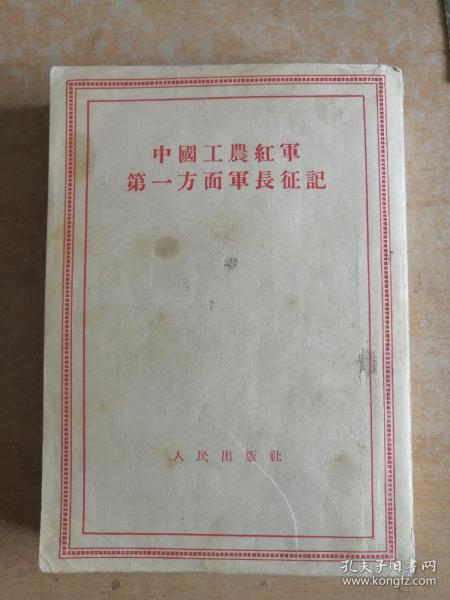 中國工農紅軍
第一方面軍長征記
人民出版社
孔夫子旧书网
www.kongfz.com